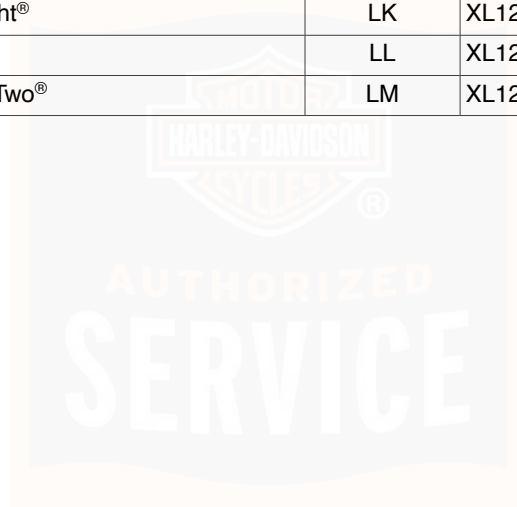 ht® LK XL12
LL XL12
Two® LM XL12
MOTOR
HARLEY-DAVIDSON
CYCLES
®
AUTHORIZED
SERVICE